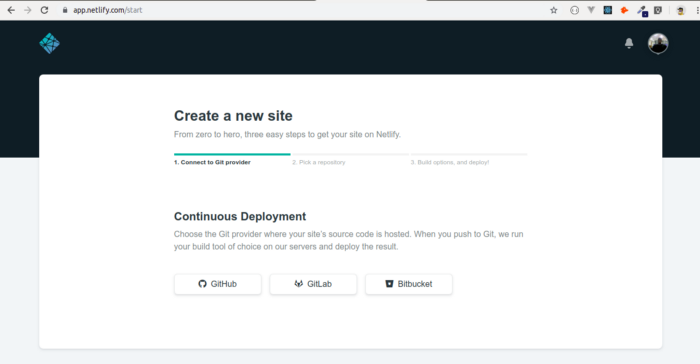 app.netlify.com/start
Create a new site
From zero to hero, three easy steps to get your site on Netlify.
1. Connect to Git provider
2. Pick a repository
3. Build options, and deploy!
Continuous Deployment
Choose the Git provider where your site's source code is hosted. When you push to Git, we run
your build tool of choice on our servers and deploy the result.
GitHub
GitLab
Bitbucket